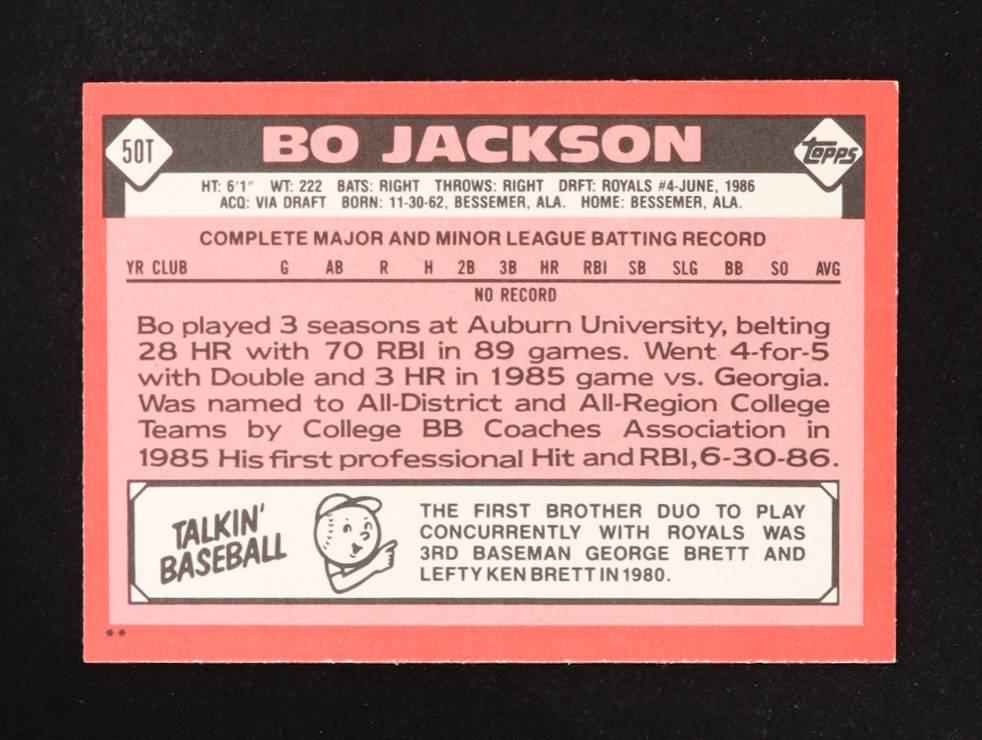 50T
BO JACKSON
topps
HT: 6'1" WT: 222 BATS: RIGHT THROWS: RIGHT DRFT: ROYALS #4-JUNE, 1986
ACQ: VIA DRAFT BORN: 11-30-62, BESSEMER, ALA. HOME: BESSEMER, ALA.
COMPLETE MAJOR AND MINOR LEAGUE BATTING RECORD
YR CLUB G AB R H 2B 3B HR RBI SB SLG BB SO AVG
NO RECORD
Bo played 3 seasons at Auburn University, belting
28 HR with 70 RBI in 89 games. Went 4-for-5
with Double and 3 HR in 1985 game vs. Georgia.
Was named to All-District and All-Region College
Teams by College BB Coaches Association in
1985 His first professional Hit and RBI, 6-30-86.
TALKIN'
BASEBALL
THE FIRST BROTHER DUO TO PLAY
CONCURRENTLY WITH ROYALS WAS
3RD BASEMAN GEORGE BRETT AND
LEFTY KEN BRETT IN 1980.
**